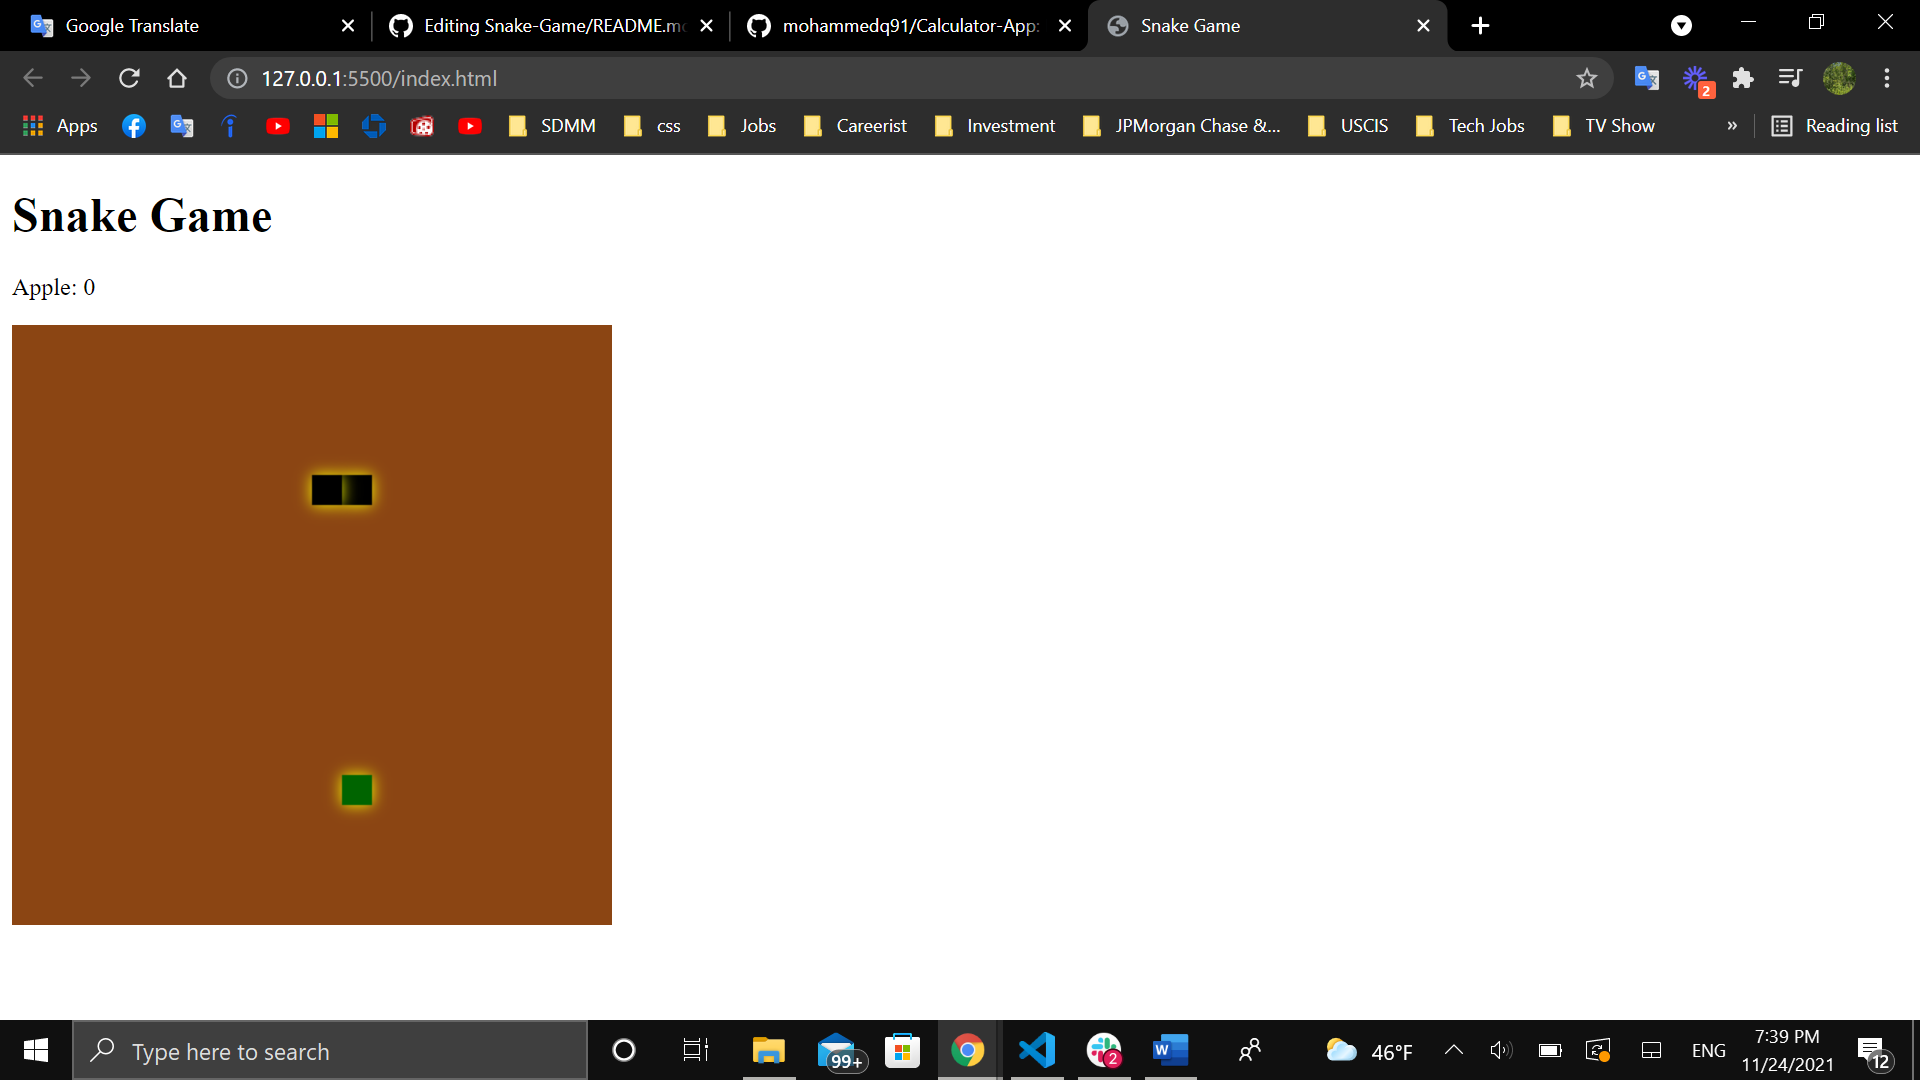 Google Translate
Editing Snake-Game/README.m
mohammedq91/Calculator-App:
Snake Game
127.0.0.1:5500/index.html
2
Apps
SDMM
css
Jobs
Careerist
Investment
JPMorgan Chase &...
USCIS
Tech Jobs
TV Show
»
Reading list
Snake Game
Apple: 0
Type here to search
99+
2
W
46°F
ENG
7:39 PM
11/24/2021
12